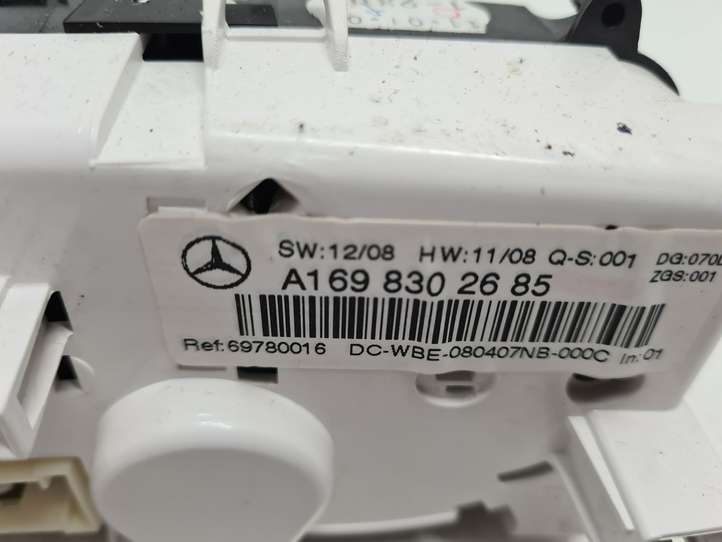 SW:12/08 HW:11/08 Q-S:001 DG:070
ZGS:001
A169 830 26 85
Ref:69780016 DC-WBE-080407NB-000C In:01